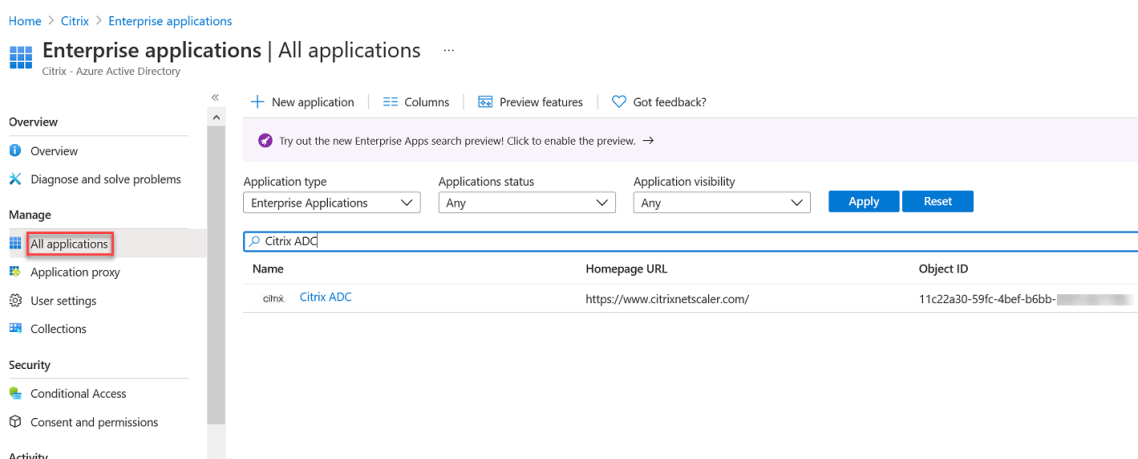 Home > Citrix > Enterprise applications
Enterprise applications | All applications ...
Citrix - Azure Active Directory
«
Overview
Overview
Diagnose and solve problems
Manage
All applications
Application proxy
User settings
Collections
Security
Conditional Access
Consent and permissions
Activity
+ New application
Columns
Preview features
Got feedback?
Try out the new Enterprise Apps search preview! Click to enable the preview. →
Application type Applications status Application visibility
Enterprise Applications Any Any Apply Reset
Citrix ADC
Name Homepage URL Object ID
citrix Citrix ADC https://www.citrixnetscaler.com/ 11c22a30-59fc-4bef-b6bb-